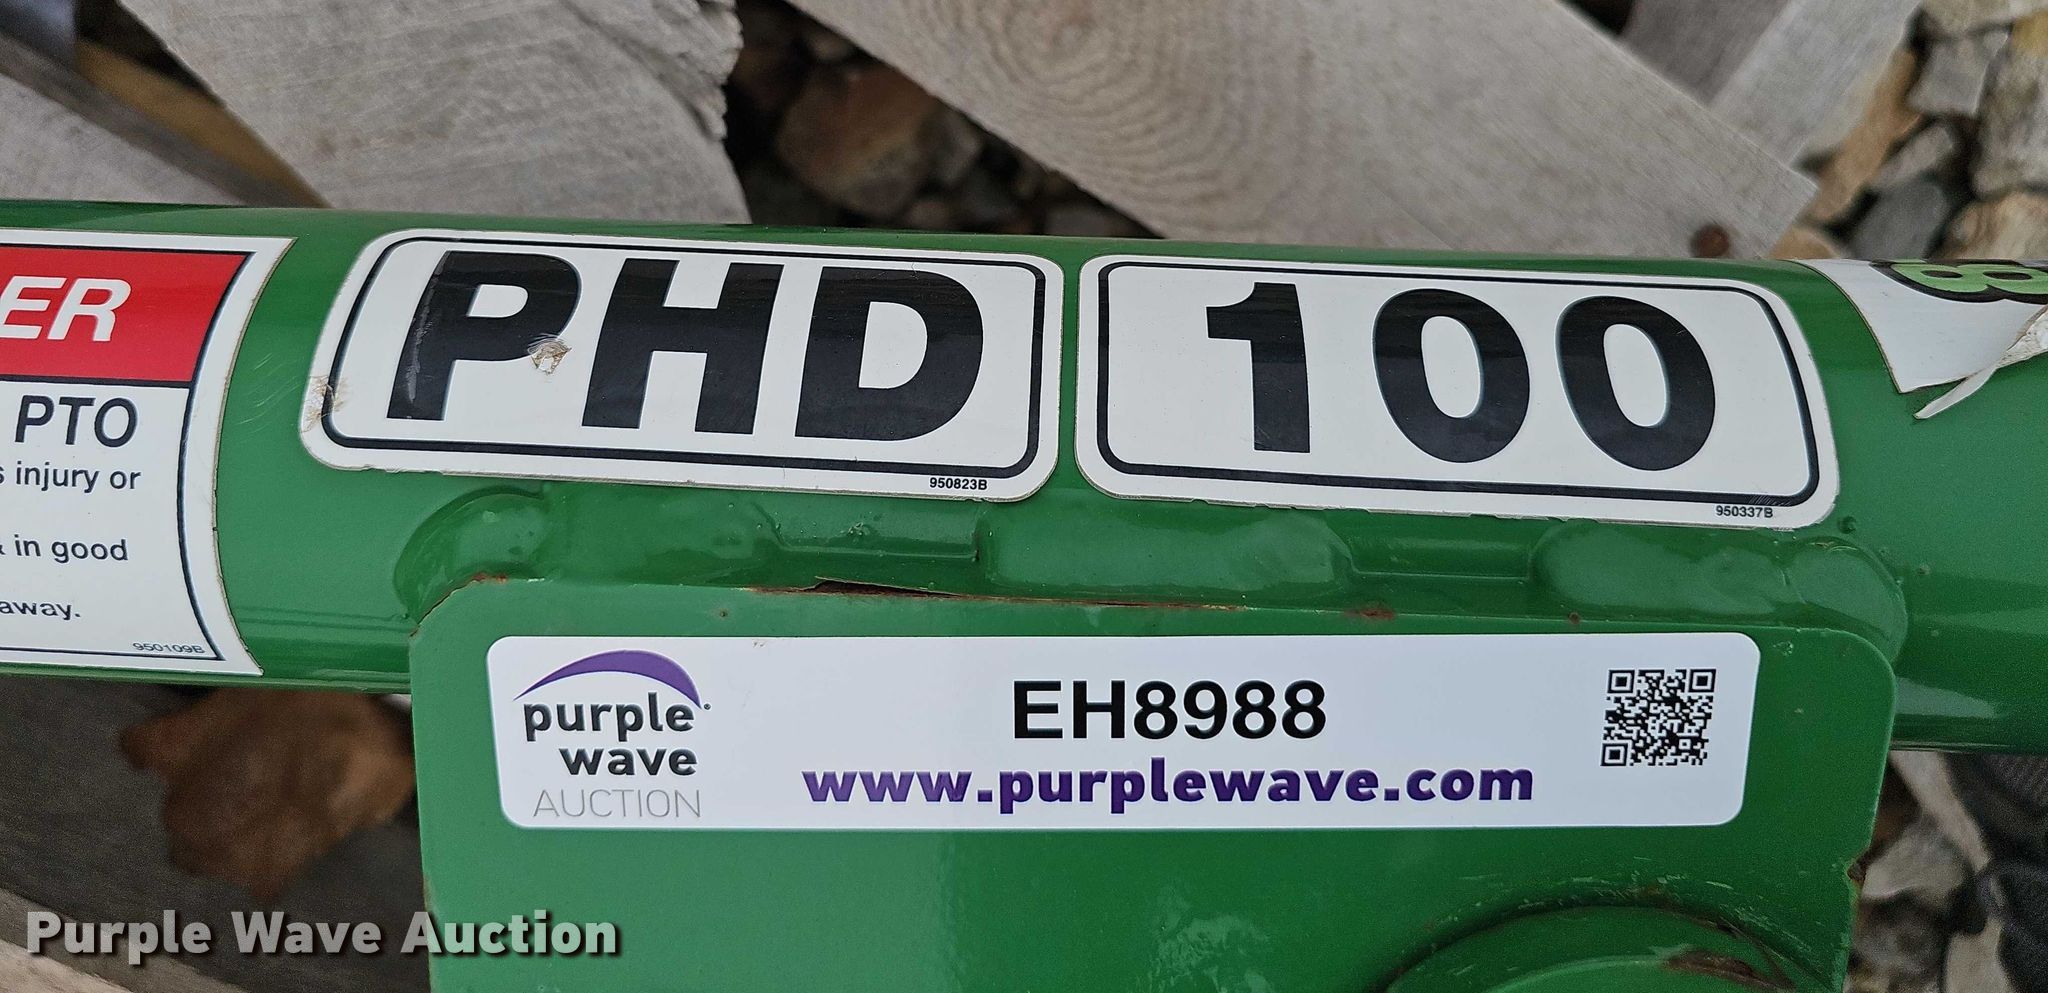 ER
PTO
injury or
in good
away.
950109B
PHD
950823B
100
950337B
8
purple
wave
AUCTION
EH8988
www.purplewave.com
Purple Wave Auction